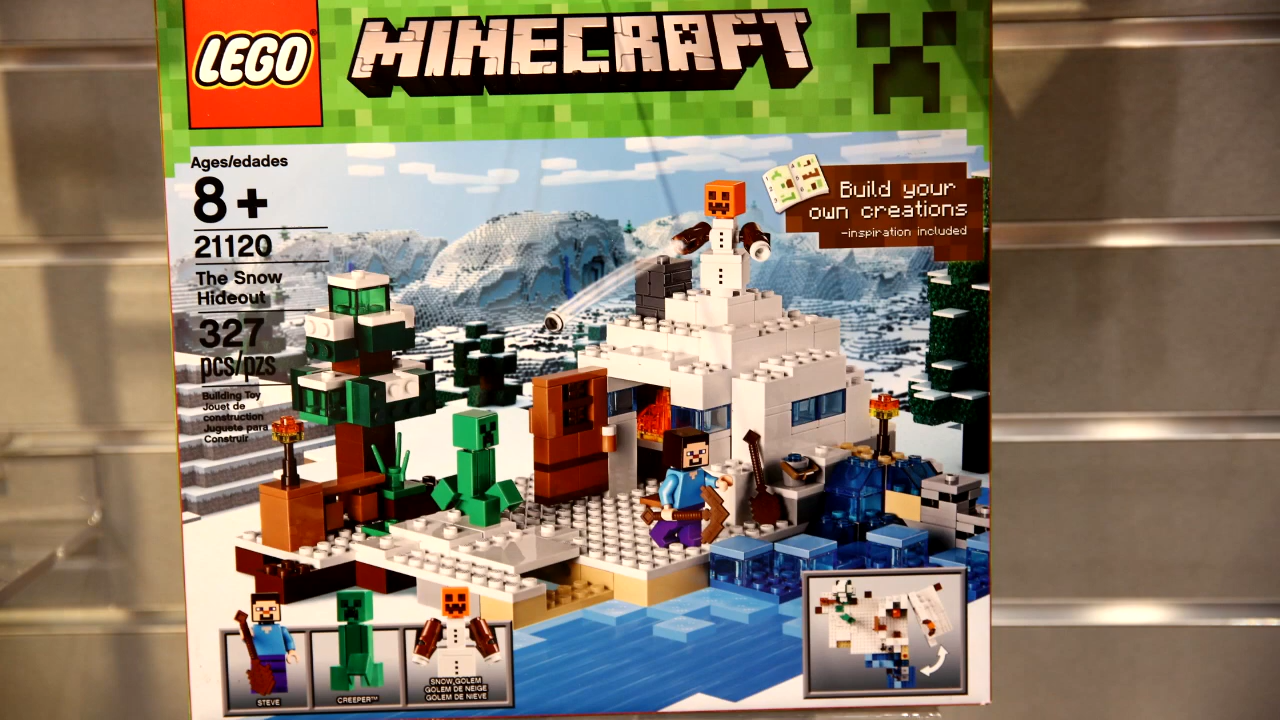 LEGO
MINECRAFT
Ages/edades
8+
21120
The Snow
Hideout
327
pcs/pzs
Building Toy
Jouet de
construction
Juguete para
Construir
Build your
own creations
-inspiration included
STEVE
CREEPER™
SNOW GOLEM
GOLEM DE NEIGE
GOLEM DE NIEVE